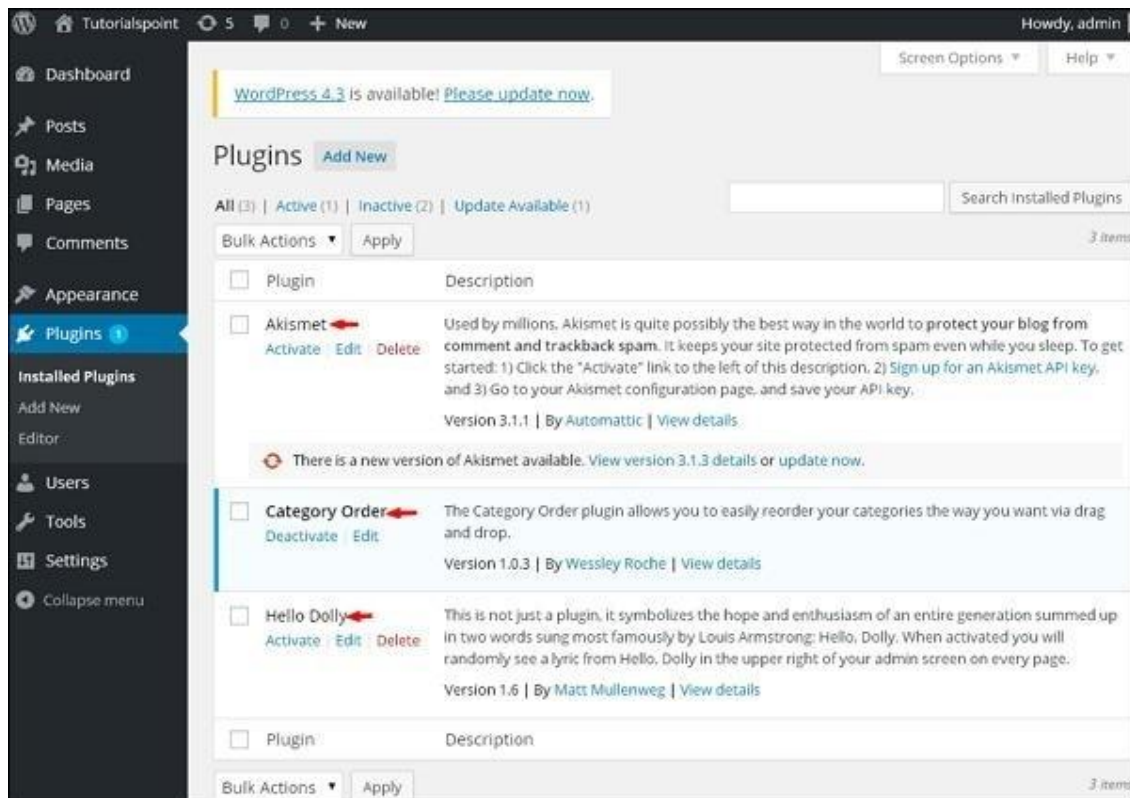 Tutorialspoint 5 0 + New Howdy, admin
Screen Options ▼ Help ▼
Dashboard
Posts
Media
Pages
Comments
Appearance
Plugins 1
Installed Plugins
Add New
Editor
Users
Tools
Settings
Collapse menu
WordPress 4.3 is available! Please update now.
Plugins Add New
All (3) | Active (1) | Inactive (2) | Update Available (1)
Search Installed Plugins
Bulk Actions ▼ Apply 3 items
Plugin Description
Akismet
Activate | Edit | Delete
Used by millions, Akismet is quite possibly the best way in the world to protect your blog from
comment and trackback spam. It keeps your site protected from spam even while you sleep. To get
started: 1) Click the "Activate" link to the left of this description, 2) Sign up for an Akismet API key,
and 3) Go to your Akismet configuration page, and save your API key.
Version 3.1.1 | By Automattic | View details
There is a new version of Akismet available. View version 3.1.3 details or update now.
Category Order
Deactivate | Edit
The Category Order plugin allows you to easily reorder your categories the way you want via drag
and drop.
Version 1.0.3 | By Wessley Roche | View details
Hello Dolly
Activate | Edit | Delete
This is not just a plugin, it symbolizes the hope and enthusiasm of an entire generation summed up
in two words sung most famously by Louis Armstrong: Hello, Dolly. When activated you will
randomly see a lyric from Hello, Dolly in the upper right of your admin screen on every page.
Version 1.6 | By Matt Mullenweg | View details
Plugin Description
Bulk Actions ▼ Apply 3 items